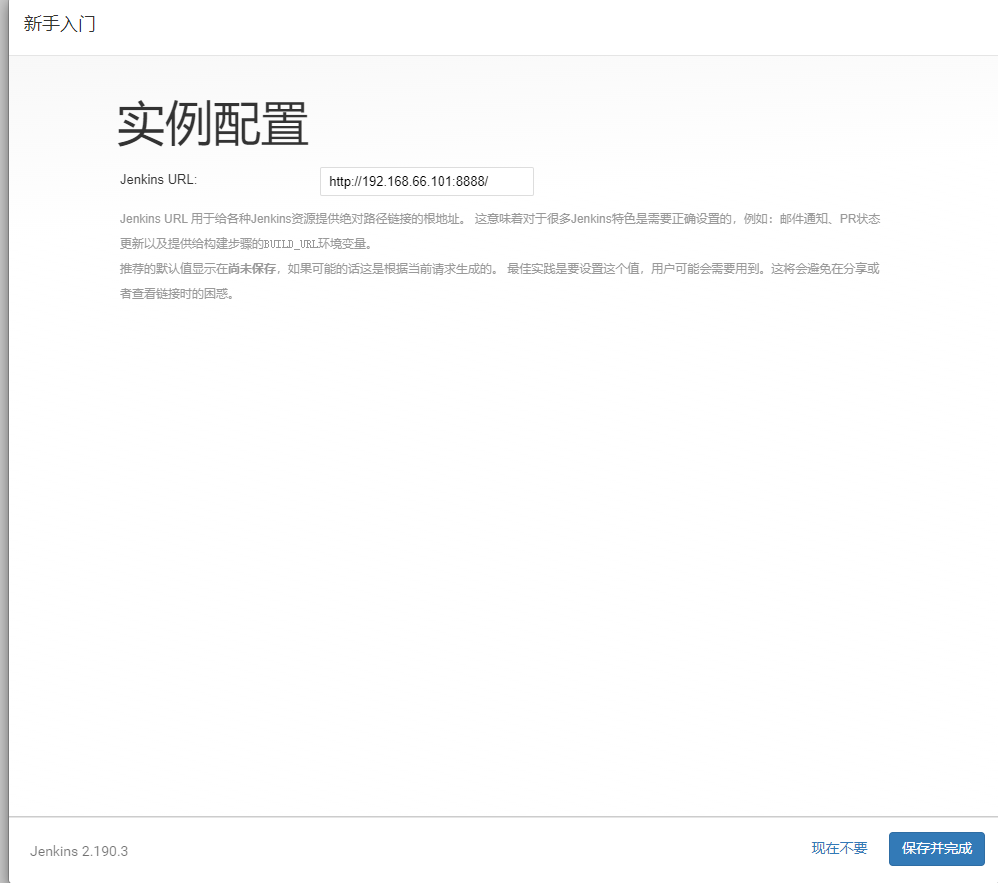 新手入门
实例配置
Jenkins URL:
http://192.168.66.101:8888/
Jenkins URL 用于给各种Jenkins资源提供绝对路径链接的根地址。 这意味着对于很多Jenkins特色是需要正确设置的，例如：邮件通知、PR状态
更新以及提供给构建步骤的BUILD_URL环境变量。
推荐的默认值显示在尚未保存，如果可能的话这是根据当前请求生成的。 最佳实践是要设置这个值，用户可能会需要用到。这将会避免在分享或
者查看链接时的困惑。
Jenkins 2.190.3
现在不要
保存并完成